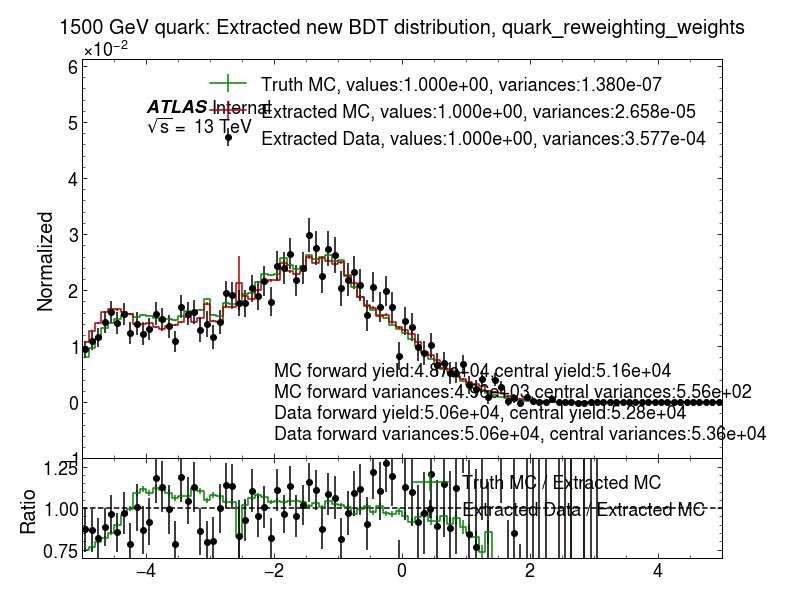 1500 GeV quark: Extracted new BDT distribution, quark_reweighting_weights
×10⁻²
Truth MC, values:1.000e+00, variances:1.380e-07
ATLAS Internal
Extracted MC, values:1.000e+00, variances:2.658e-05
√s = 13 TeV
Extracted Data, values:1.000e+00, variances:3.577e-04
6
5
4
3
2
1
0
1
Normalized
MC forward yield:4.87e+04,central yield:5.16e+04
MC forward central variances:5.56e+02
Data forward yield:5.06e+04, central yield:5.28e+04
Data forward variances:5.06e+04, central variances:5.36e+04
1.25
1.00
0.75
Ratio
Truth MC / Extracted MC
Extracted Data / Extracted MC
−4
−2
0
2
4